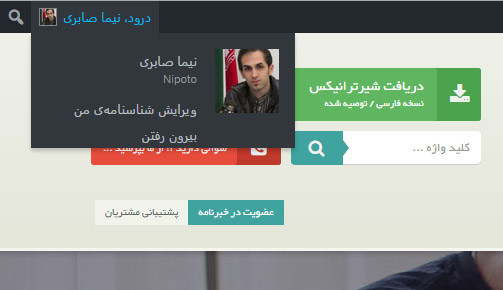 درود، نیما صابری
نیما صابری
Nipoto
ویرایش شناسنامه‌ی من
بیرون رفتن
دریافت شیرترانیکس
نسخه فارسی / توصیه شده
کلید واژه ...
سوالی دارید ؟! از ما بپرسید ...
عضویت در خبرنامه
پشتیبانی مشتریان